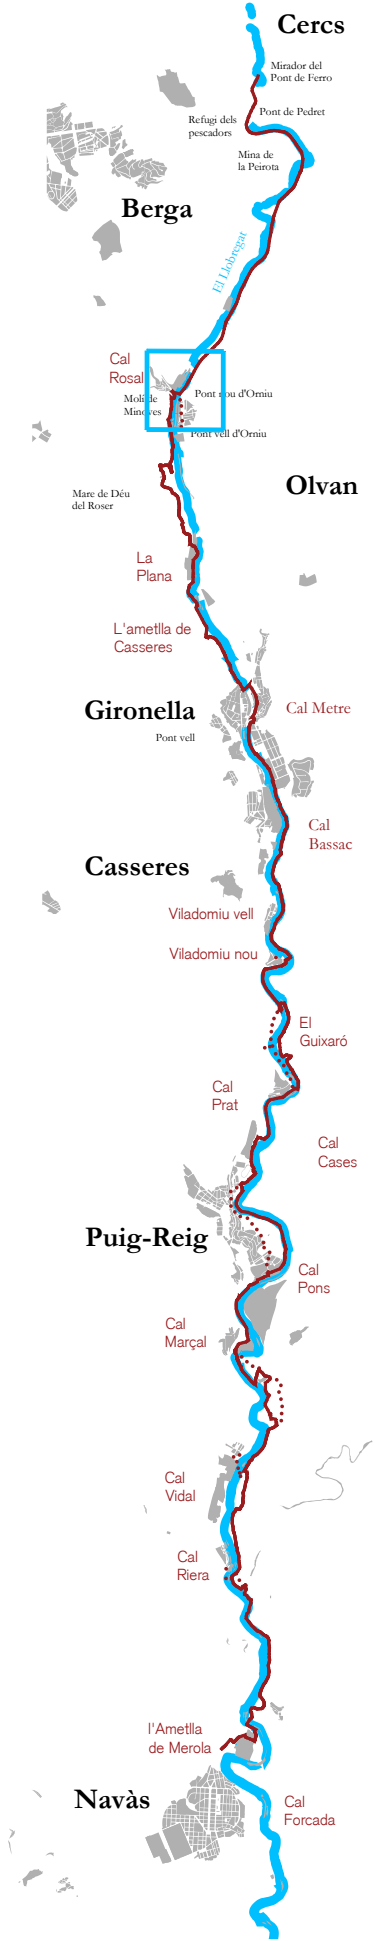 Cercs
Mirador del
Pont de Ferro
Pont de Pedret
Refugi dels
pescadors
Mina de
la Peirota
Berga
El Llobregat
Cal
Rosal
Molí de
Minoves
Pont nou d'Orniu
Pont vell d'Orniu
Olvan
Mare de Déu
del Roser
La
Plana
L'ametlla de
Casseres
Gironella
Cal Metre
Pont vell
Cal
Bassac
Casseres
Viladomiu vell
Viladomiu nou
El
Guixaró
Cal
Prat
Cal
Cases
Puig-Reig
Cal
Pons
Cal
Marçal
Cal
Vidal
Cal
Riera
l'Ametlla
de Merola
Navàs
Cal
Forcada